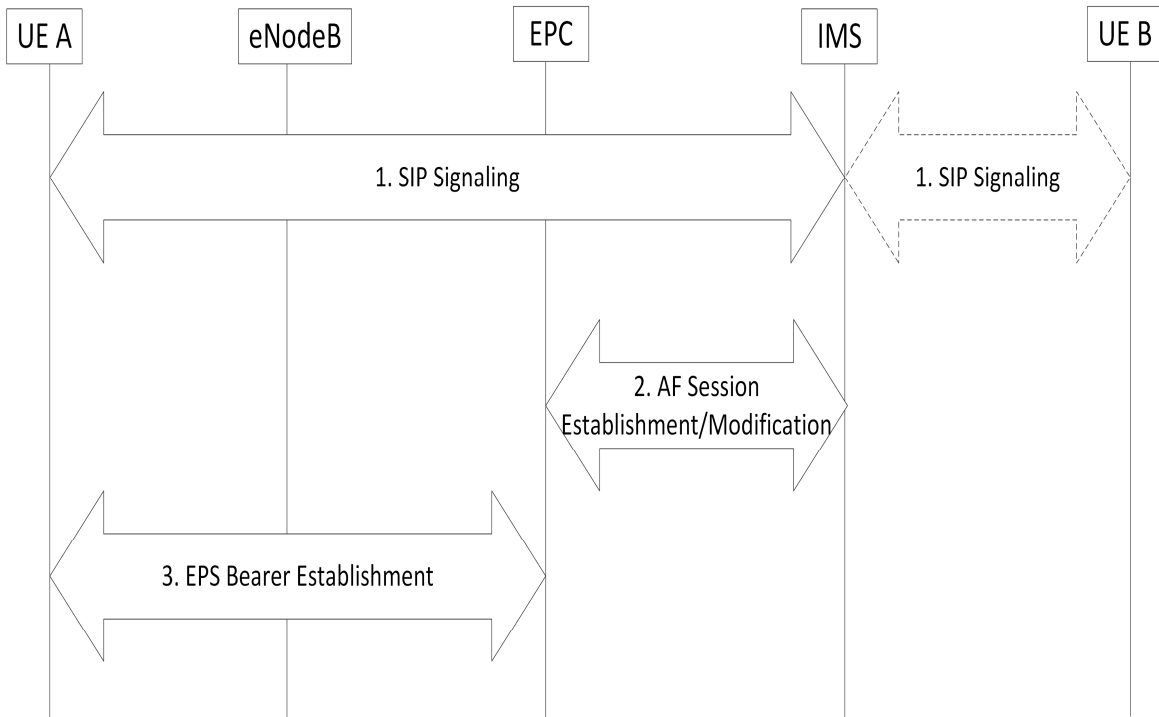 UE A
eNodeB
EPC
IMS
UE B
1. SIP Signaling
1. SIP Signaling
2. AF Session
Establishment/Modification
3. EPS Bearer Establishment